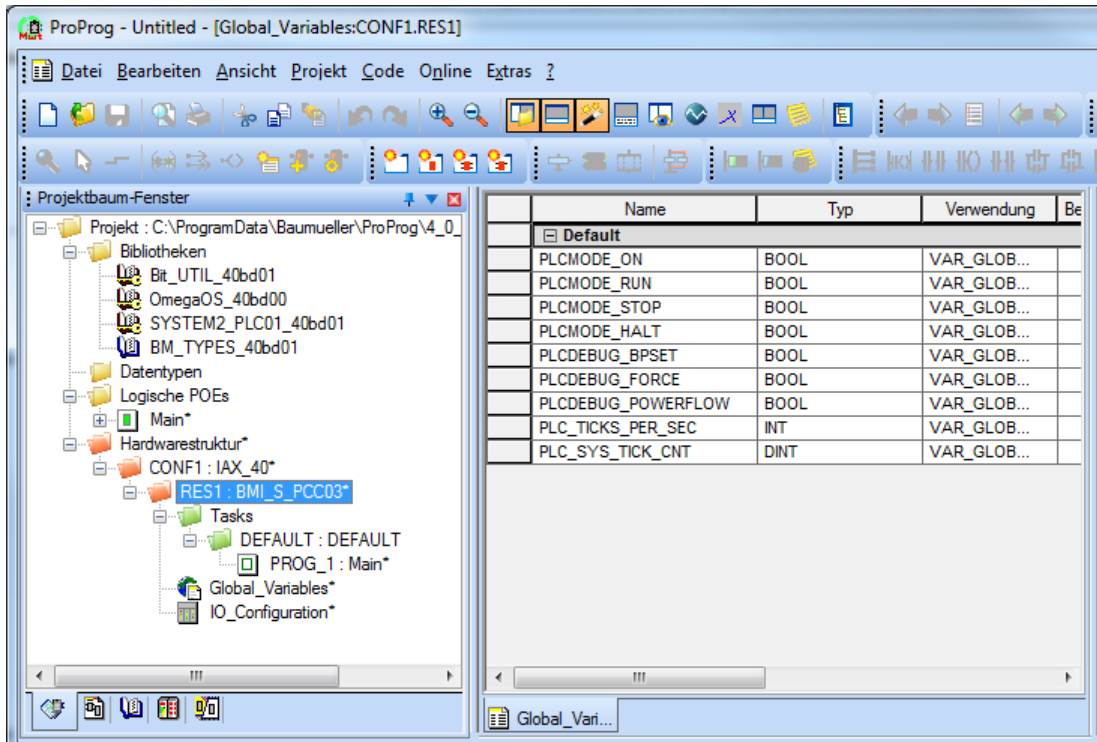 ProProg - Untitled - [Global_Variables:CONF1.RES1]
Datei Bearbeiten Ansicht Projekt Code Online Extras ?
Projektbaum-Fenster
Projekt : C:\ProgramData\Baumueller\ProProg\4_0_
Bibliotheken
Bit_UTIL_40bd01
OmegaOS_40bd00
SYSTEM2_PLC01_40bd01
BM_TYPES_40bd01
Datentypen
Logische POEs
Main*
Hardwarestruktur*
CONF1 : IAX_40*
RES1 : BMI_S_PCC03*
Tasks
DEFAULT : DEFAULT
PROG_1 : Main*
Global_Variables*
IO_Configuration*
Name Typ Verwendung Be
Default
PLCMODE_ON BOOL VAR_GLOB...
PLCMODE_RUN BOOL VAR_GLOB...
PLCMODE_STOP BOOL VAR_GLOB...
PLCMODE_HALT BOOL VAR_GLOB...
PLCDEBUG_BPSET BOOL VAR_GLOB...
PLCDEBUG_FORCE BOOL VAR_GLOB...
PLCDEBUG_POWERFLOW BOOL VAR_GLOB...
PLC_TICKS_PER_SEC INT VAR_GLOB...
PLC_SYS_TICK_CNT DINT VAR_GLOB...
Global_Vari...